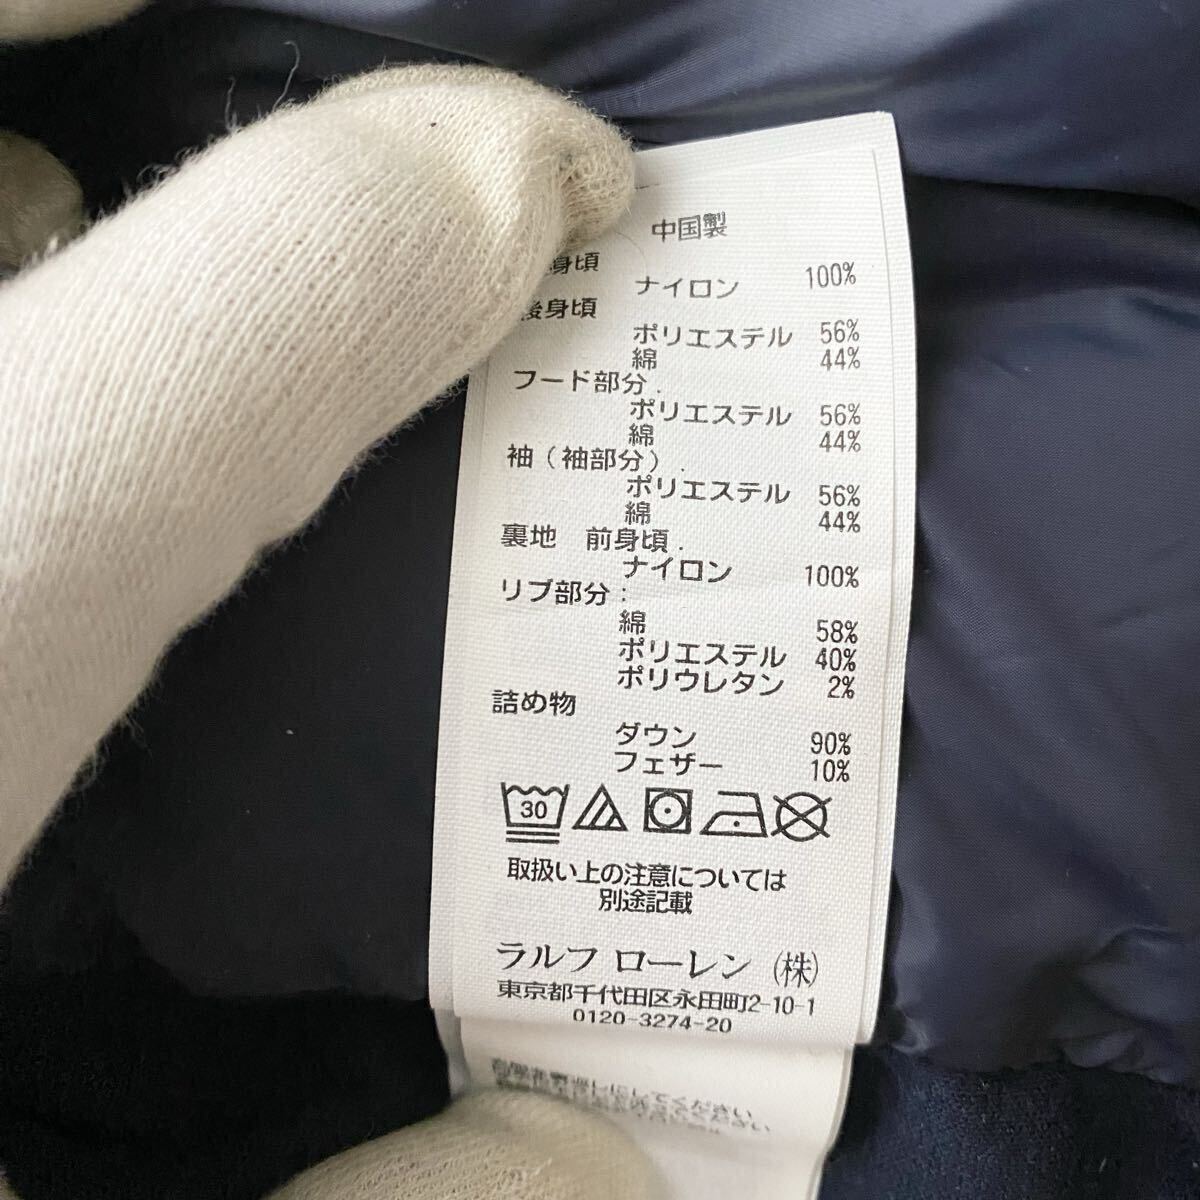 中国製
身頃
ナイロン 100%
後身頃
ポリエステル 56%
綿 44%
フード部分.
ポリエステル 56%
綿 44%
袖(袖部分).
ポリエステル 56%
綿 44%
裏地 前身頃.
ナイロン 100%
リブ部分:
綿 58%
ポリエステル 40%
ポリウレタン 2%
詰め物
ダウン 90%
フェザー 10%
30
取扱い上の注意については
別途記載
ラルフ ローレン (株)
東京都千代田区永田町2-10-1
0120-3274-20